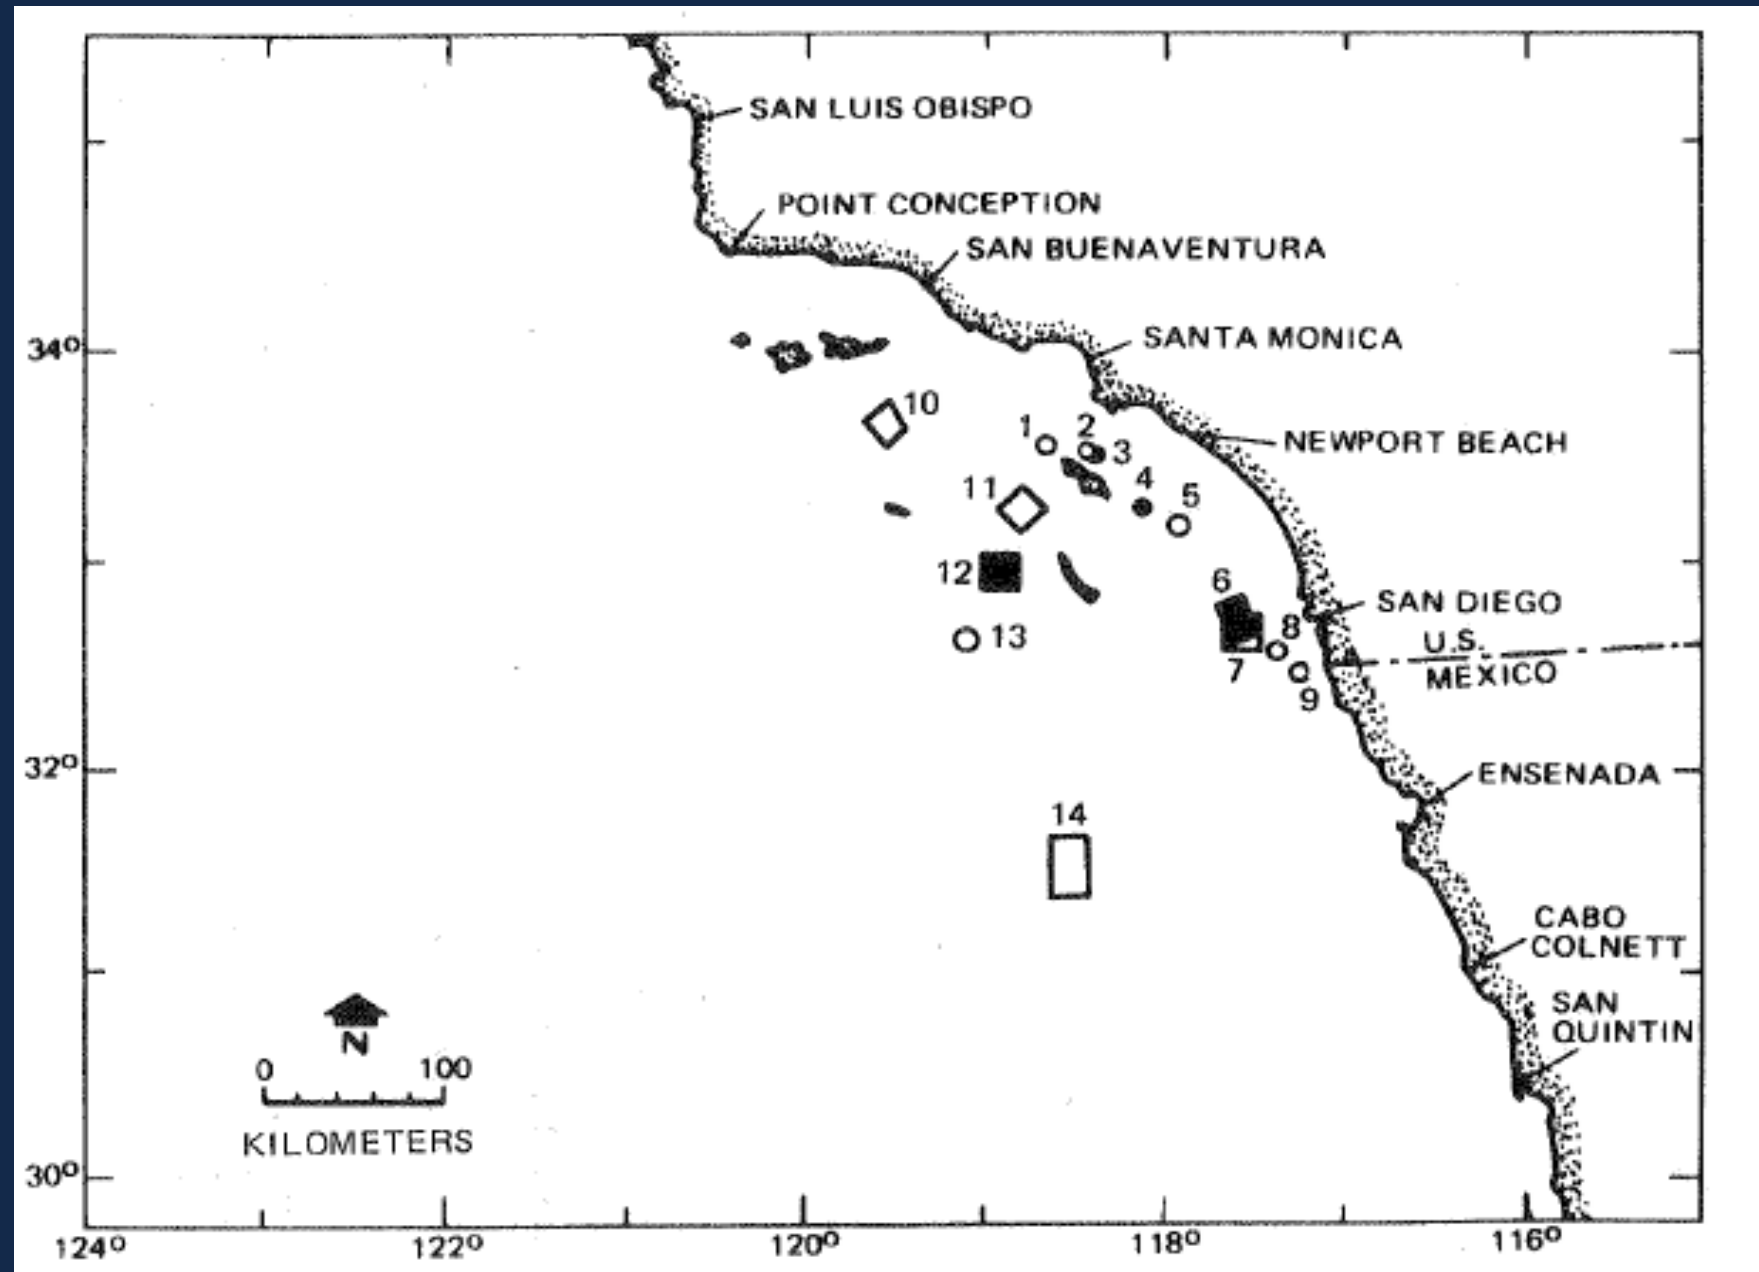 SAN LUIS OBISPO
POINT CONCEPTION
SAN BUENAVENTURA
SANTA MONICA
34°
10
1
2
3
NEWPORT BEACH
11
4
5
12
6
SAN DIEGO
13
8
U.S.
7
MEXICO
9
32°
ENSENADA
14
CABO
COLNETT
SAN
QUINTIN
N
0 100
KILOMETERS
30°
124° 122° 120° 118° 116°